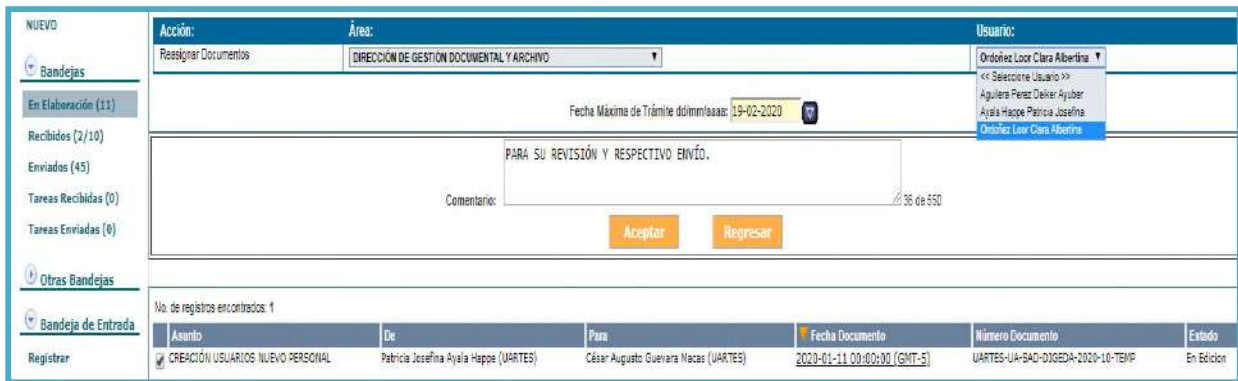 NUEVO
Bandejas
En Elaboración (11)
Recibidos (2/10)
Enviados (45)
Tareas Recibidas (0)
Tareas Enviadas (0)
Otras Bandejas
Bandeja de Entrada
Registrar
Acción: Área: Usuario:
Reasignar Documentos DIRECCIÓN DE GESTIÓN DOCUMENTAL Y ARCHIVO Ordoñez Loor Clara Albertina
<< Seleccione Usuario >>
Aguilera Perez Deiker Ayuber
Ayala Happe Patricia Josefina
Ordoñez Loor Clara Albertina
Fecha Máxima de Trámite dd/mm/aaaa: 19-02-2020
PARA SU REVISIÓN Y RESPECTIVO ENVÍO.
Comentario: 36 de 550
Aceptar Regresar
No. de registros encontrados: 1
Asunto De Para Fecha Documento Número Documento Estado
CREACIÓN USUARIOS NUEVO PERSONAL Patricia Josefina Ayala Happe (UARTES) César Augusto Guevara Macas (UARTES) 2020-01-11 00:00:00 (GMT-5) UARTES-UA-SAD-DIGEDA-2020-10-TEMP En Edicion